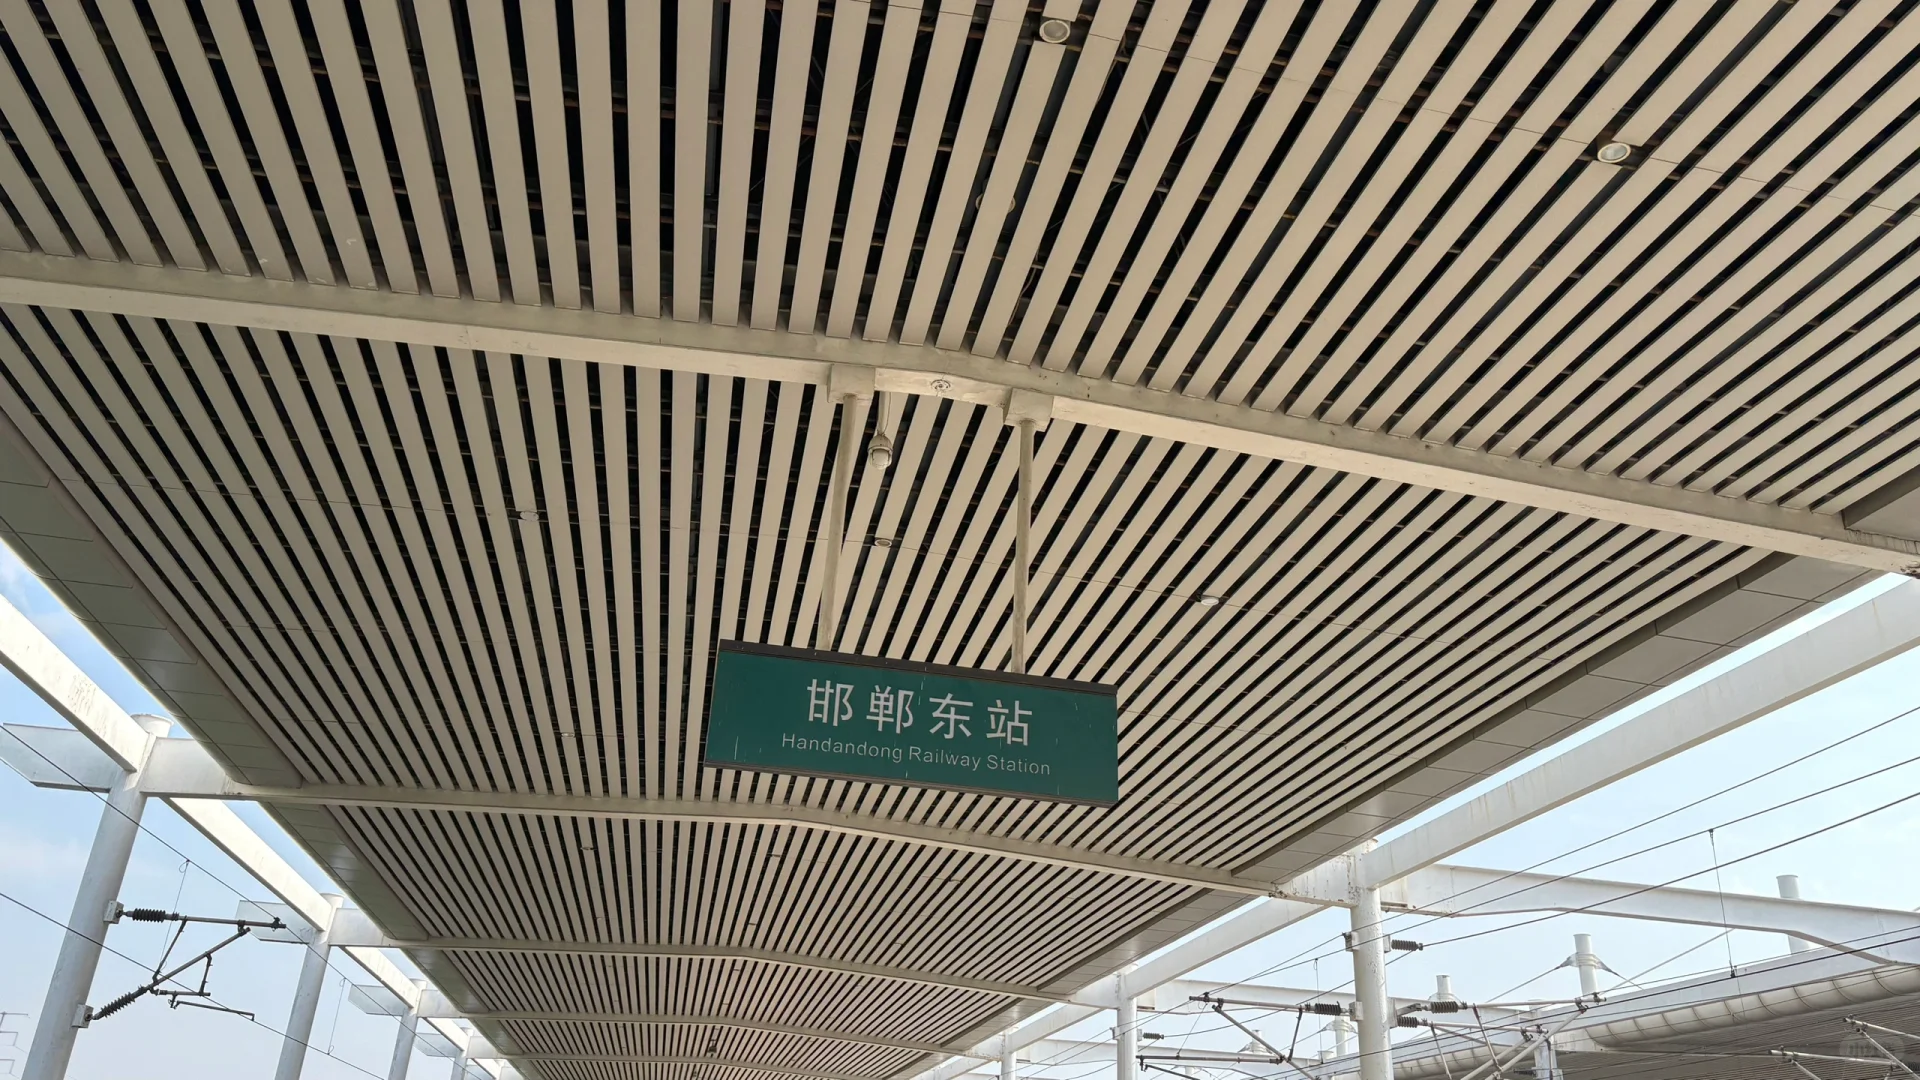 邯郸东站
Handandong Railway Station